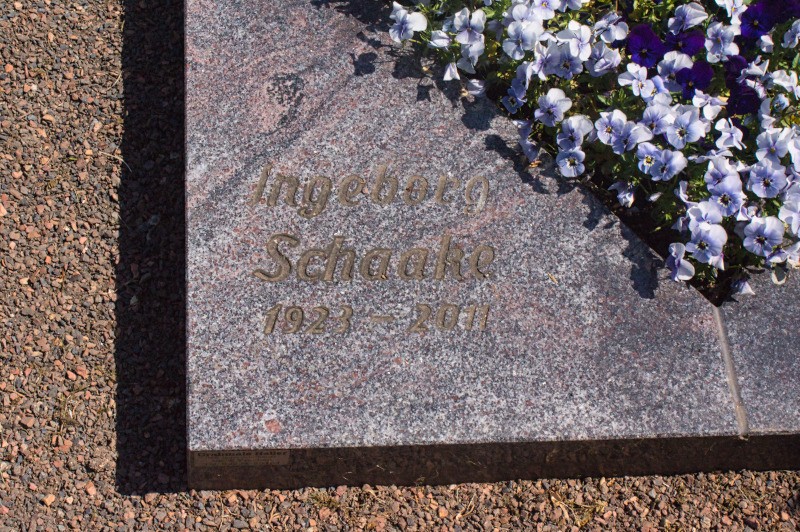 Ingeborg
Schaake
1923 – 2011